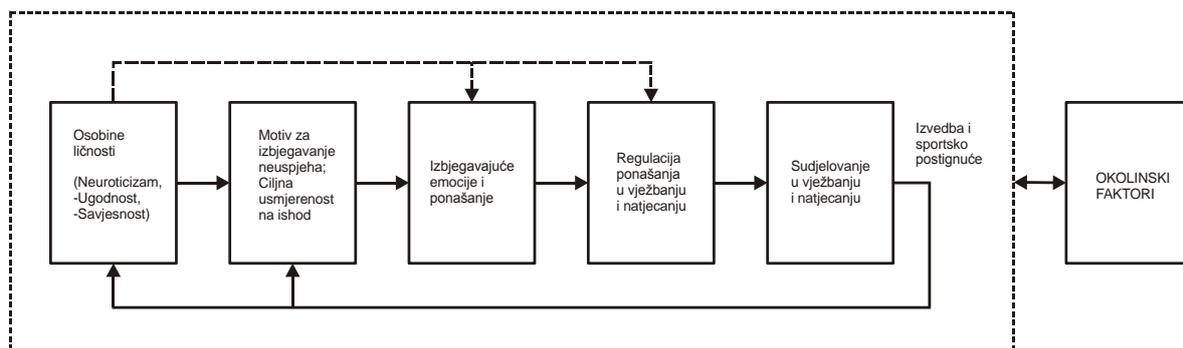 Osobine
ličnosti
(Neuroticizam,
-Ugodnost,
-Savjesnost)
Motiv za
izbjegavanje
neuspjeha;
Ciljna
usmjerenost
na ishod
Izbjegavajuće
emocije i
ponašanje
Regulacija
ponašanja
u vježbanju
i natjecanju
Sudjelovanje
u vježbanju
i natjecanju
Izvedba i
sportsko
postignuće
OKOLINSKI
FAKTORI